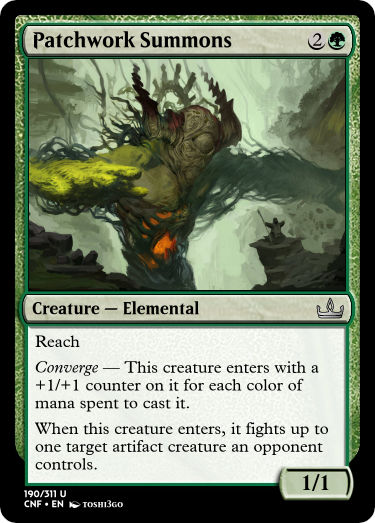 Patchwork Summons 2
Creature — Elemental
Reach
Converge — This creature enters with a
+1/+1 counter on it for each color of
mana spent to cast it.
When this creature enters, it fights up to
one target artifact creature an opponent
controls.
1/1
190/311 U
CNF • EN TOSHI3GO